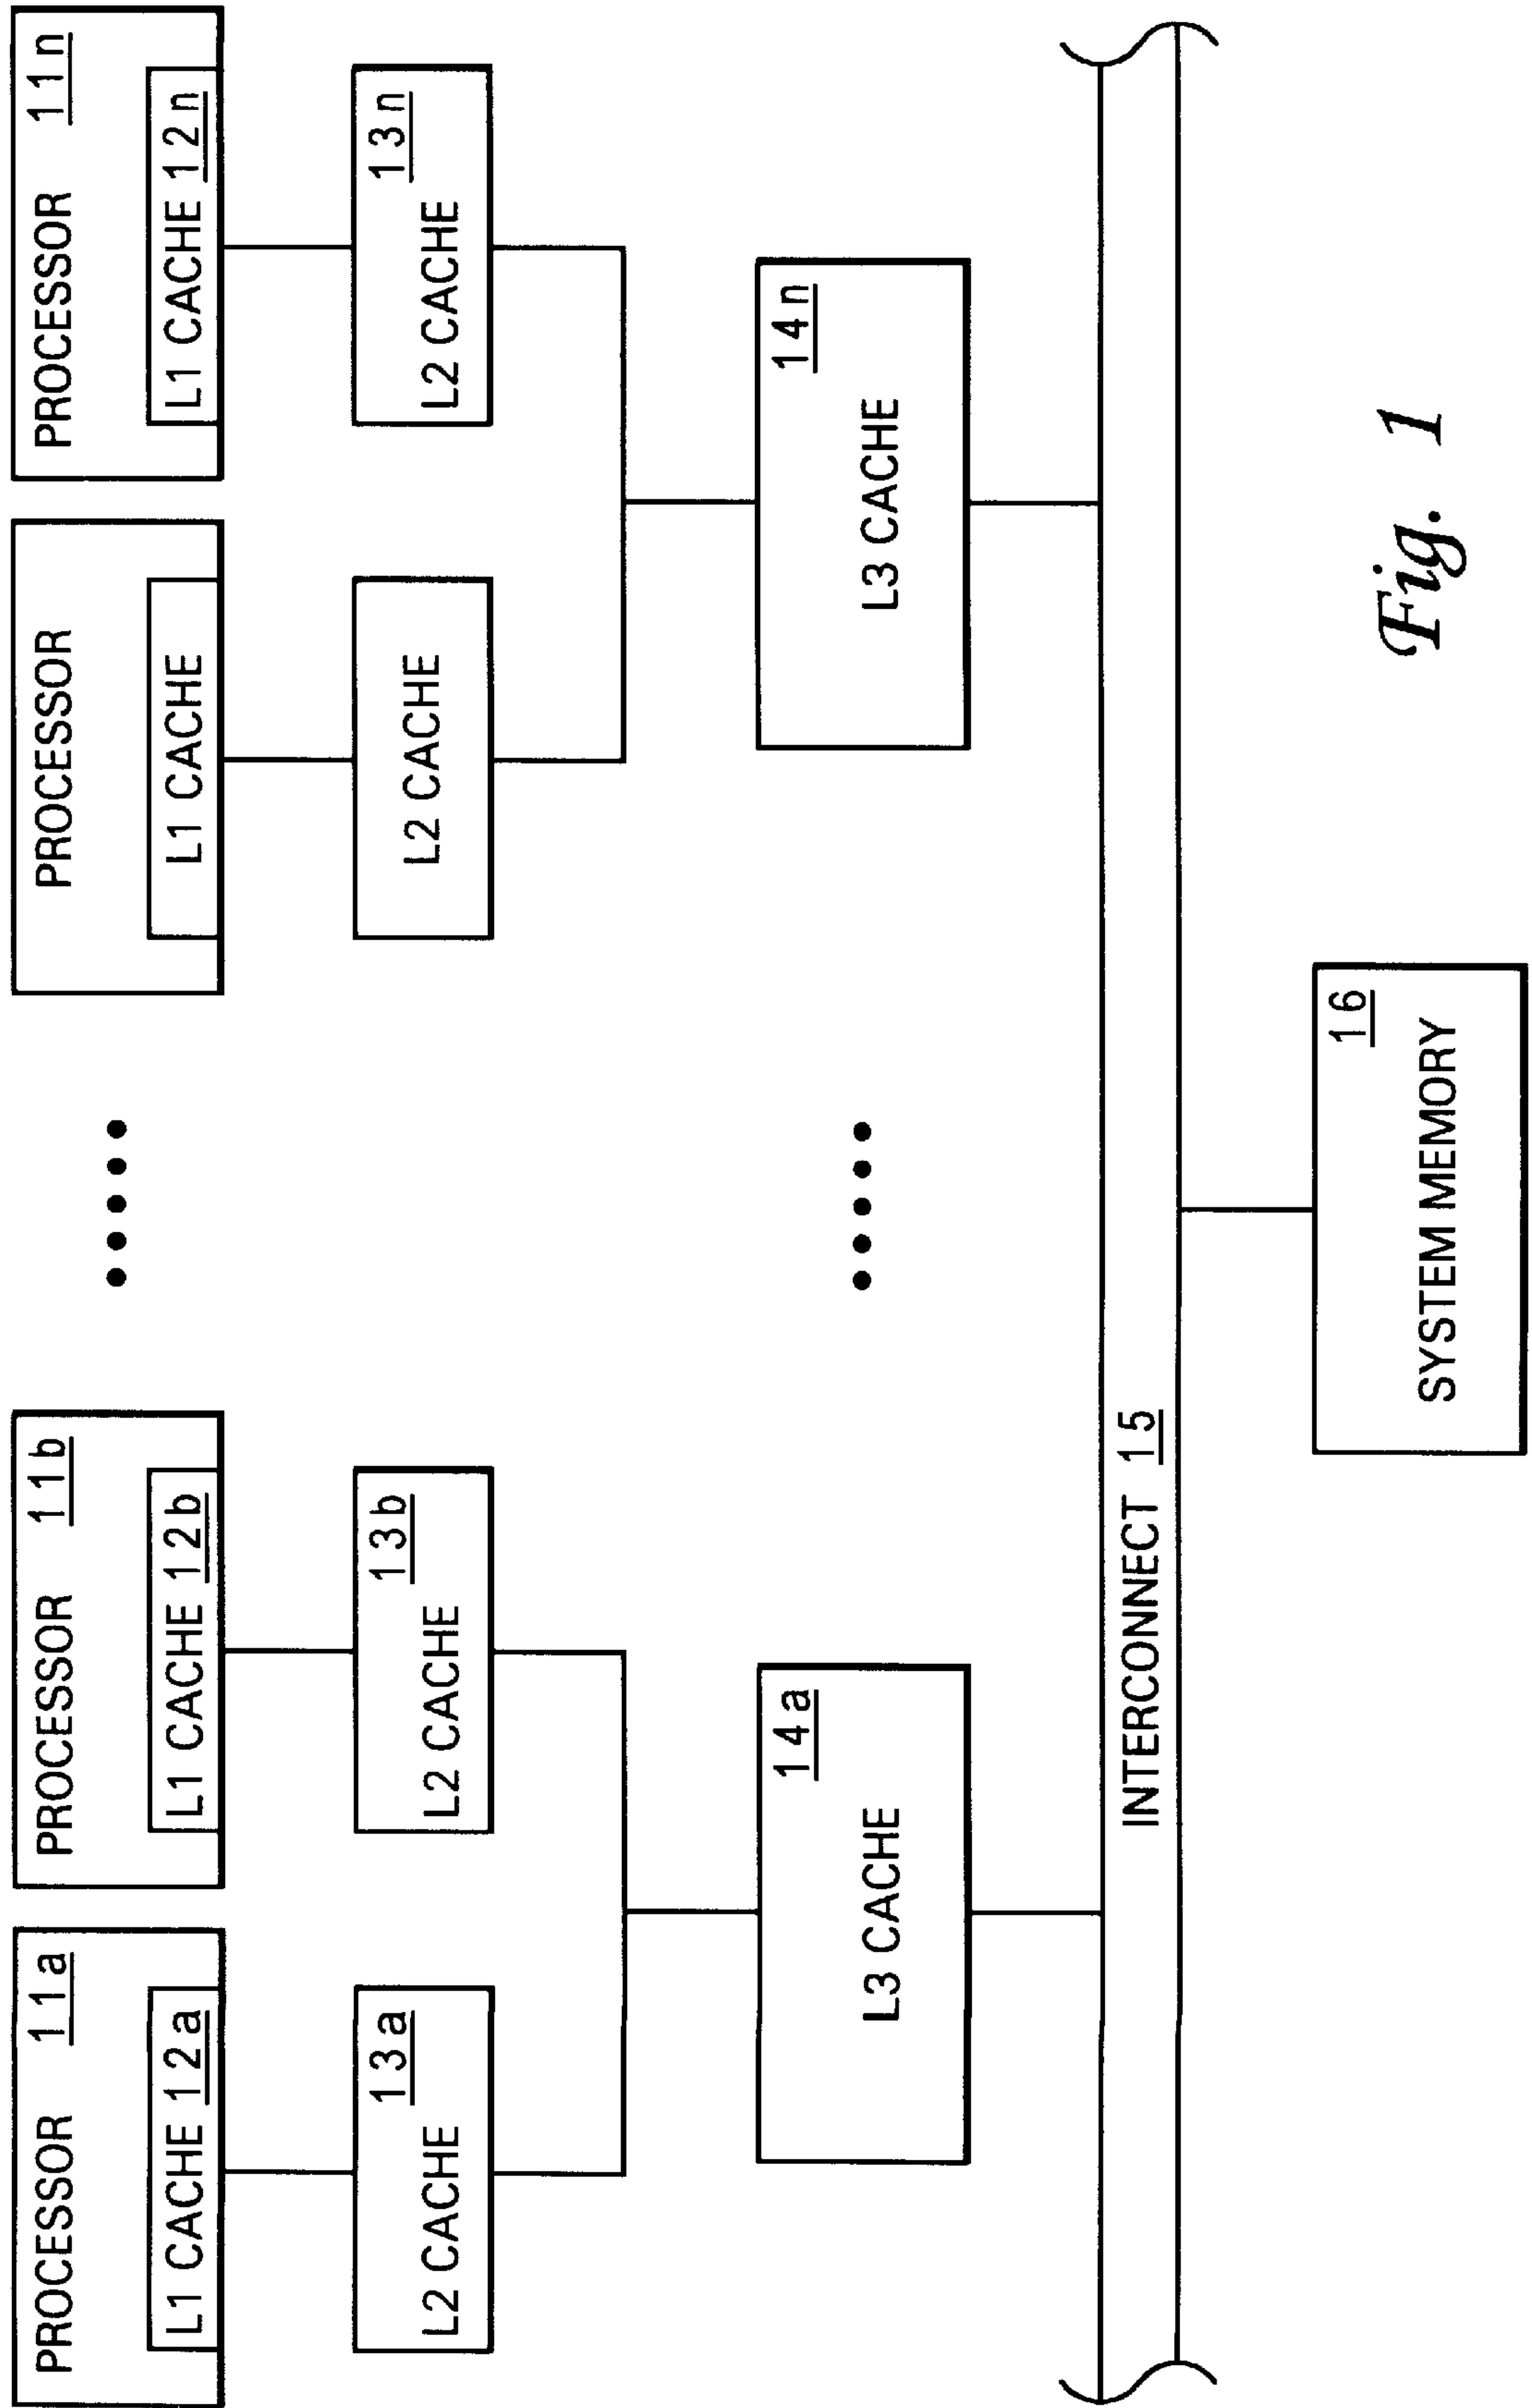 PROCESSOR 11a
L1 CACHE 12a
PROCESSOR 11b
L1 CACHE 12b
PROCESSOR
L1 CACHE
PROCESSOR 11n
L1 CACHE 12n
13a
L2 CACHE
13b
L2 CACHE
L2 CACHE
13n
L2 CACHE
14a
L3 CACHE
14n
L3 CACHE
INTERCONNECT 15
16
SYSTEM MEMORY
Fig. 1